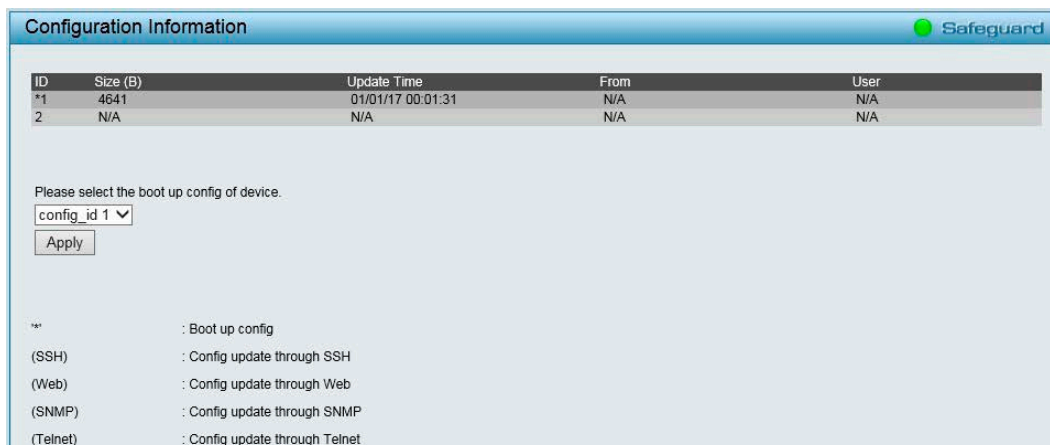 Configuration Information Safeguard
ID Size (B) Update Time From User
*1 4641 01/01/17 00:01:31 N/A N/A
2 N/A N/A N/A N/A
Please select the boot up config of device.
config_id 1
Apply
'*' : Boot up config
(SSH) : Config update through SSH
(Web) : Config update through Web
(SNMP) : Config update through SNMP
(Telnet) : Config update through Telnet